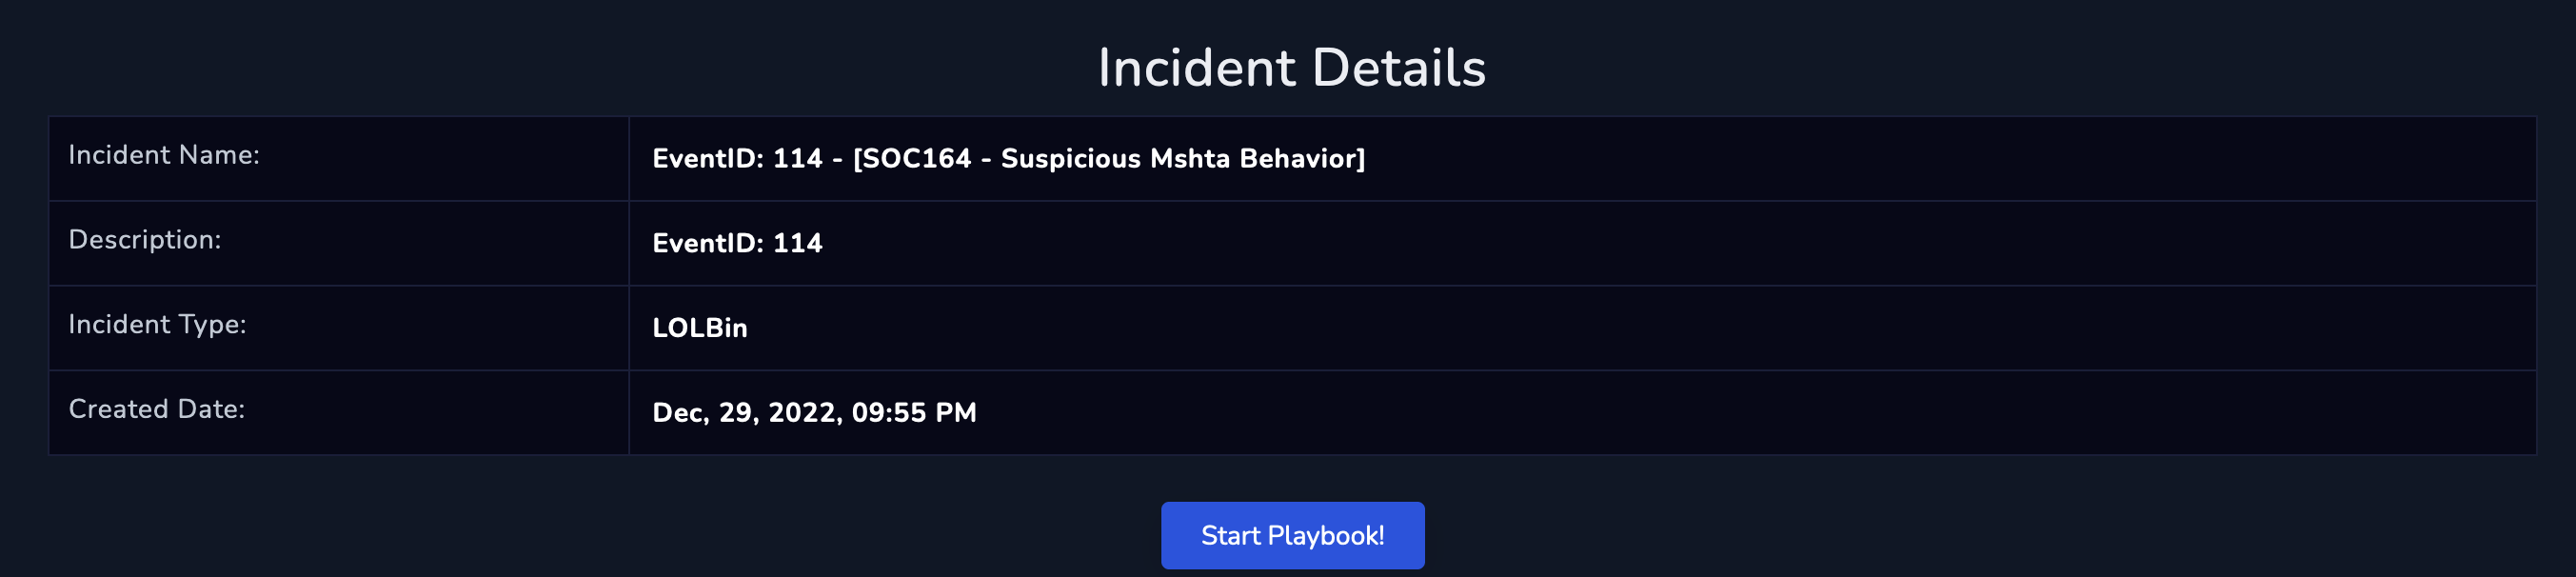 Incident Details
Incident Name: EventID: 114 - [SOC164 - Suspicious Mshta Behavior]
Description: EventID: 114
Incident Type: LOLBin
Created Date: Dec, 29, 2022, 09:55 PM
Start Playbook!